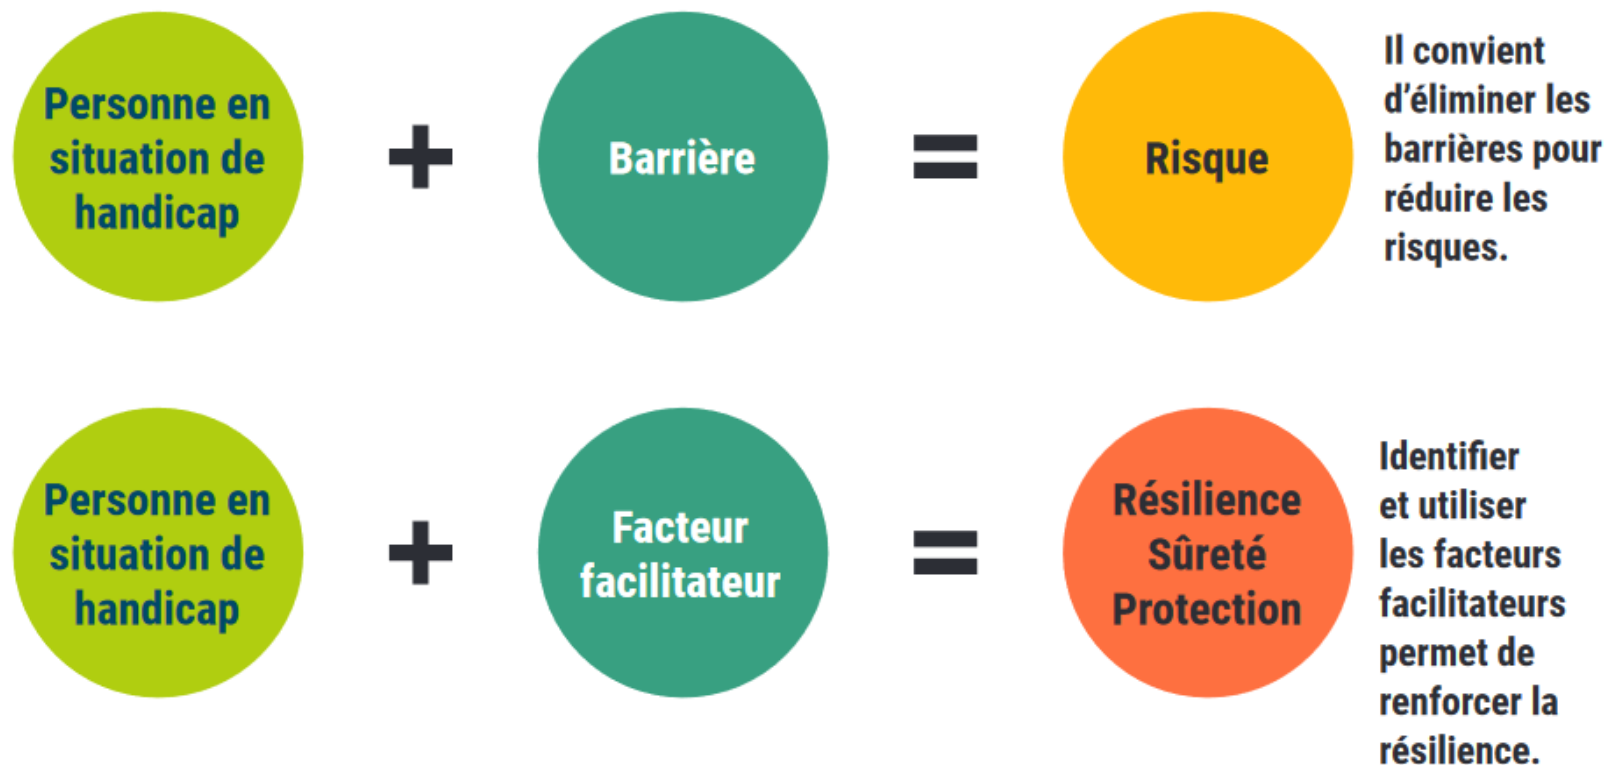 Personne en
situation de
handicap
+
Barrière
=
Risque
Il convient
d’éliminer les
barrières pour
réduire les
risques.
Personne en
situation de
handicap
+
Facteur
facilitateur
=
Résilience
Sûreté
Protection
Identifier
et utiliser
les facteurs
facilitateurs
permet de
renforcer la
résilience.